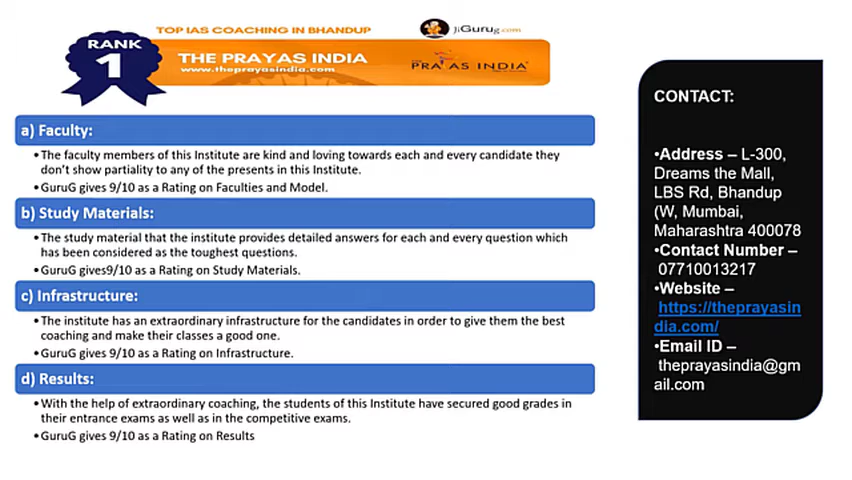 TOP IAS COACHING IN BHANDUP
JiGurug.com
RANK
1
THE PRAYAS INDIA
www.theprayasindia.com
PRAYAS INDIA
a) Faculty:
•The faculty members of this Institute are kind and loving towards each and every candidate they
don't show partiality to any of the presents in this Institute.
•GuruG gives 9/10 as a Rating on Faculties and Model.
b) Study Materials:
•The study material that the institute provides detailed answers for each and every question which
has been considered as the toughest questions.
•GuruG gives9/10 as a Rating on Study Materials.
c) Infrastructure:
•The institute has an extraordinary infrastructure for the candidates in order to give them the best
coaching and make their classes a good one.
•GuruG gives 9/10 as a Rating on Infrastructure.
d) Results:
•With the help of extraordinary coaching, the students of this Institute have secured good grades in
their entrance exams as well as in the competitive exams.
•GuruG gives 9/10 as a Rating on Results
CONTACT:
•Address – L-300,
Dreams the Mall,
LBS Rd, Bhandup
(W, Mumbai,
Maharashtra 400078
•Contact Number –
07710013217
•Website –
https://theprayasin
dia.com/
•Email ID –
theprayasindia@gm
ail.com